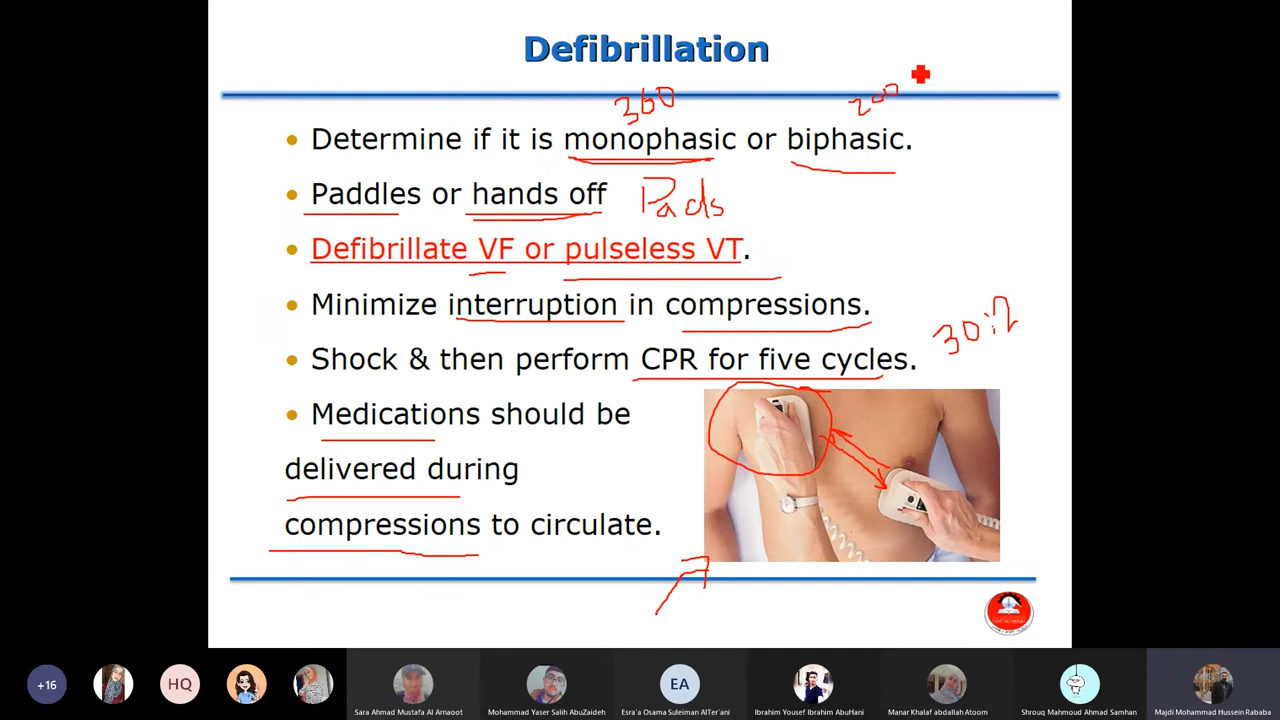 Defibrillation
360
200
Determine if it is monophasic or biphasic.
Paddles or hands off Pads
Defibrillate VF or pulseless VT.
Minimize interruption in compressions.
30:2
Shock & then perform CPR for five cycles.
Medications should be
delivered during
compressions to circulate.
+16
HQ
EA
Sara Ahmad Mustafa Al Arnaoot
Mohammad Yaser Salih AbuZaideh
Esra'a Osama Suleiman AlTer'ani
Ibrahim Yousef Ibrahim AbuHani
Manar Khalaf abdallah Atoom
Shrouq Mahmoud Ahmad Samhan
Majdi Mohammad Hussein Rababa